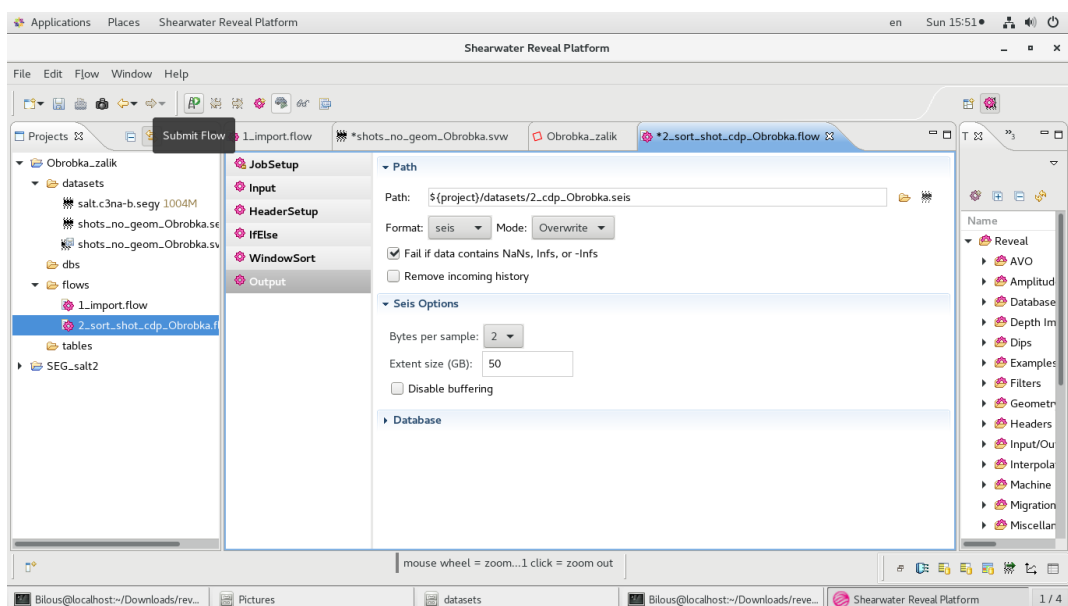 Applications Places Shearwater Reveal Platform en Sun 15:51
Shearwater Reveal Platform
File Edit Flow Window Help
Submit Flow
Projects
1_import.flow
*shots_no_geom_Obrobka.svw
Obrobka_zalik
*2_sort_shot_cdp_Obrobka.flow
T
"3
Obrobka_zalik
datasets
salt.c3na-b.segy 1004M
shots_no_geom_Obrobka.se
shots_no_geom_Obrobka.sv
dbs
flows
1_import.flow
2_sort_shot_cdp_Obrobka.fl
tables
SEG_salt2
JobSetup
Input
HeaderSetup
IfElse
WindowSort
Output
Path
Path: ${project}/datasets/2_cdp_Obrobka.seis
Format: seis Mode: Overwrite
Fail if data contains NaNs, Infs, or -Infs
Remove incoming history
Seis Options
Bytes per sample: 2
Extent size (GB): 50
Disable buffering
Database
Name
Reveal
AVO
Amplitud
Database
Depth Im
Dips
Examples
Filters
Geometr
Headers
Input/Ou
Interpola
Machine
Migration
Miscellar
mouse wheel = zoom...1 click = zoom out
Bilous@localhost:~/Downloads/rev... Pictures datasets Bilous@localhost:~/Downloads/reve... Shearwater Reveal Platform 1 / 4